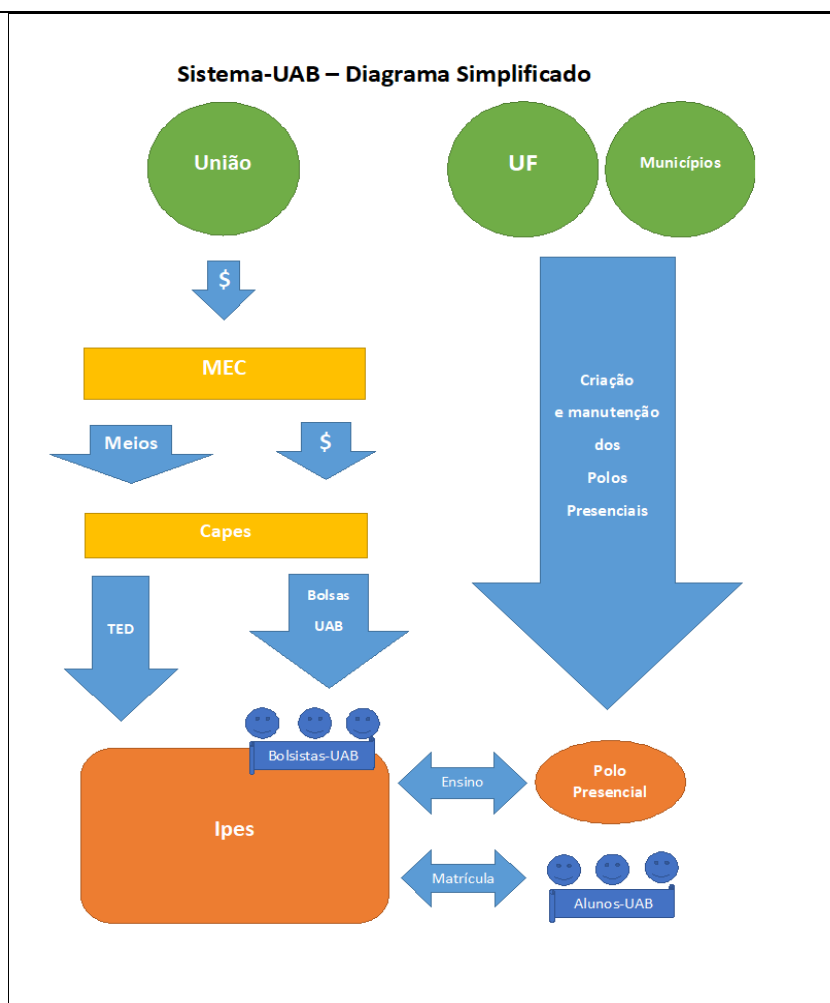 Sistema-UAB – Diagrama Simplificado
União
UF
Municípios
$
MEC
Criação
e manutenção
dos
Polos
Presenciais
Meios
$
Capes
TED
Bolsas
UAB
Bolsistas-UAB
Ipes
Ensino
Polo
Presencial
Matrícula
Alunos-UAB